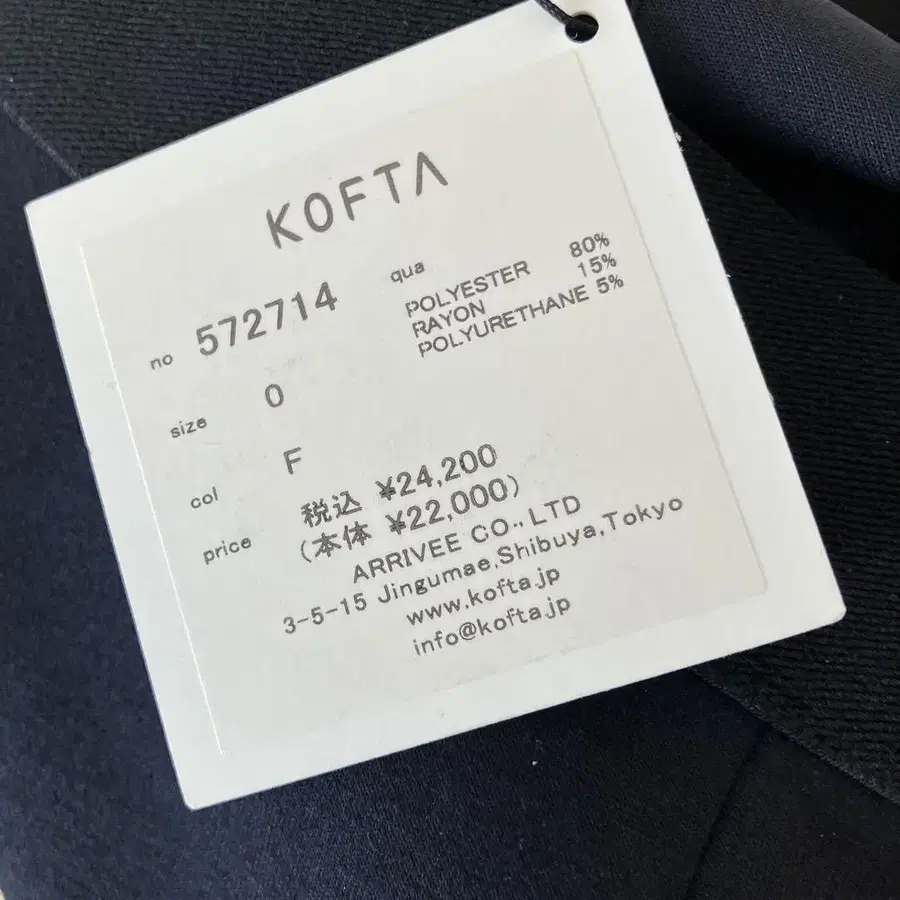 KOFTA
no 572714
qua
POLYESTER 80%
RAYON 15%
POLYURETHANE 5%
size 0
col F
price 税込 ¥24,200
(本体 ¥22,000)
ARRIVEE CO., LTD
3-5-15 Jingumae,Shibuya,Tokyo
www.kofta.jp
info@kofta.jp